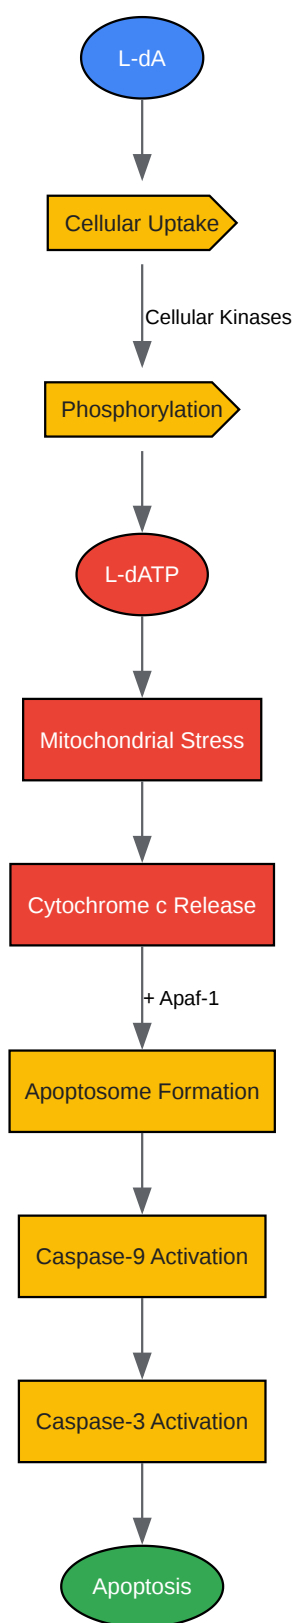 L-dA
Cellular Uptake
Cellular Kinases
Phosphorylation
L-dATP
Mitochondrial Stress
Cytochrome c Release
+ Apaf-1
Apoptosome Formation
Caspase-9 Activation
Caspase-3 Activation
Apoptosis